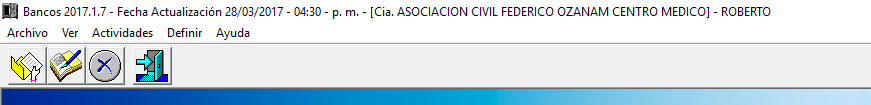 Bancos 2017.1.7 - Fecha Actualización 28/03/2017 - 04:30 - p. m. - [Cia. ASOCIACION CIVIL FEDERICO OZANAM CENTRO MEDICO] - ROBERTO
Archivo Ver Actividades Definir Ayuda